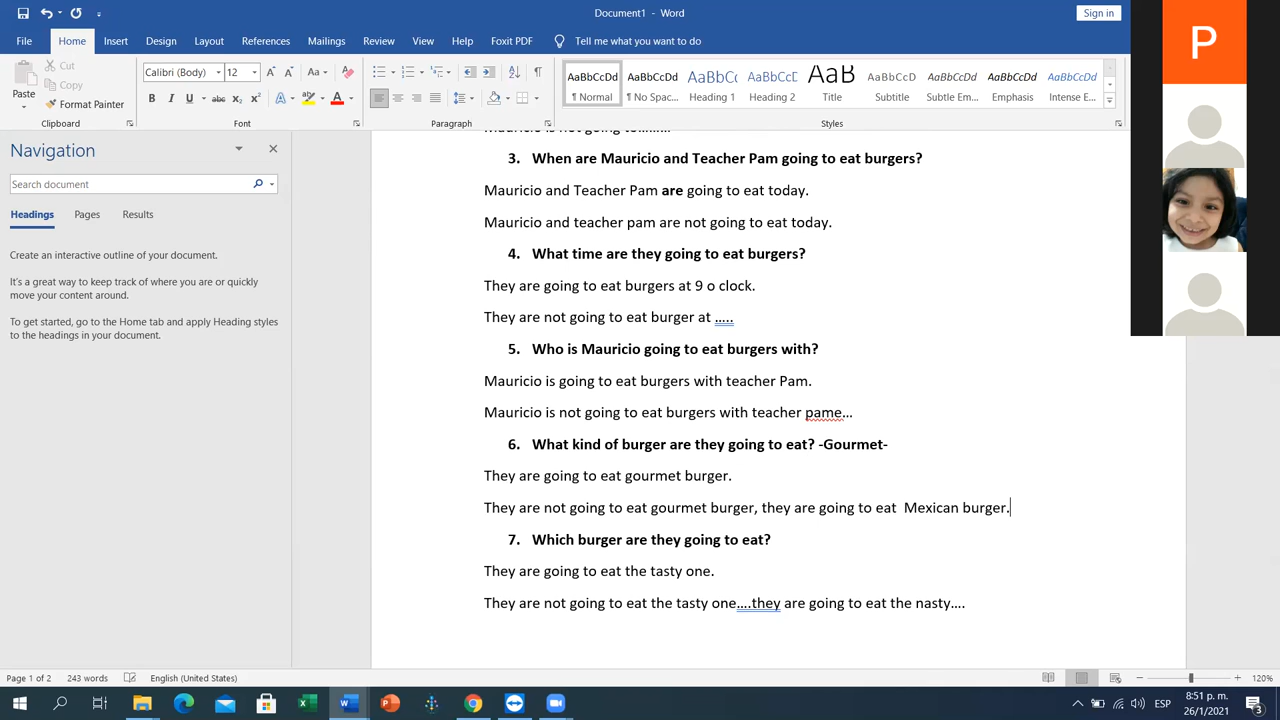 Document1 - Word
Sign in
File Home Insert Design Layout References Mailings Review View Help Foxit PDF Tell me what you want to do
Paste
Cut
Copy
Format Painter
Clipboard
Calibri (Body) 12
Font
Paragraph
AaBbCcDd ¶ Normal
AaBbCcDd ¶ No Spac...
AaBbCc Heading 1
AaBbCcD Heading 2
AaB Title
AaBbCcDd Subtitle
AaBbCcDd Subtle Em...
AaBbCcDd Emphasis
AaBbCcDd Intense E...
Styles
P
Navigation
Search document
Headings Pages Results
Create an interactive outline of your document.
It's a great way to keep track of where you are or quickly
move your content around.
To get started, go to the Home tab and apply Heading styles
to the headings in your document.
Mauricio is not going to.........
3. When are Mauricio and Teacher Pam going to eat burgers?
Mauricio and Teacher Pam are going to eat today.
Mauricio and teacher pam are not going to eat today.
4. What time are they going to eat burgers?
They are going to eat burgers at 9 o clock.
They are not going to eat burger at …..
5. Who is Mauricio going to eat burgers with?
Mauricio is going to eat burgers with teacher Pam.
Mauricio is not going to eat burgers with teacher pame…
6. What kind of burger are they going to eat? -Gourmet-
They are going to eat gourmet burger.
They are not going to eat gourmet burger, they are going to eat  Mexican burger.
7. Which burger are they going to eat?
They are going to eat the tasty one.
They are not going to eat the tasty one….they are going to eat the nasty….
Page 1 of 2 243 words English (United States) 120%
8:51 p. m.
ESP
26/1/2021
3